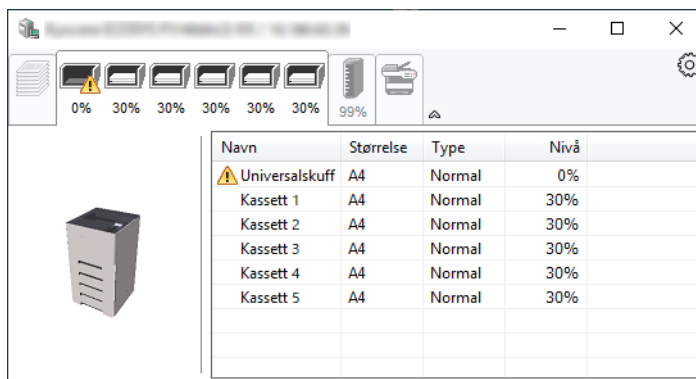 0% 30% 30% 30% 30% 30% 99%
Navn Størrelse Type Nivå
Universalskuff A4 Normal 0%
Kassett 1 A4 Normal 30%
Kassett 2 A4 Normal 30%
Kassett 3 A4 Normal 30%
Kassett 4 A4 Normal 30%
Kassett 5 A4 Normal 30%